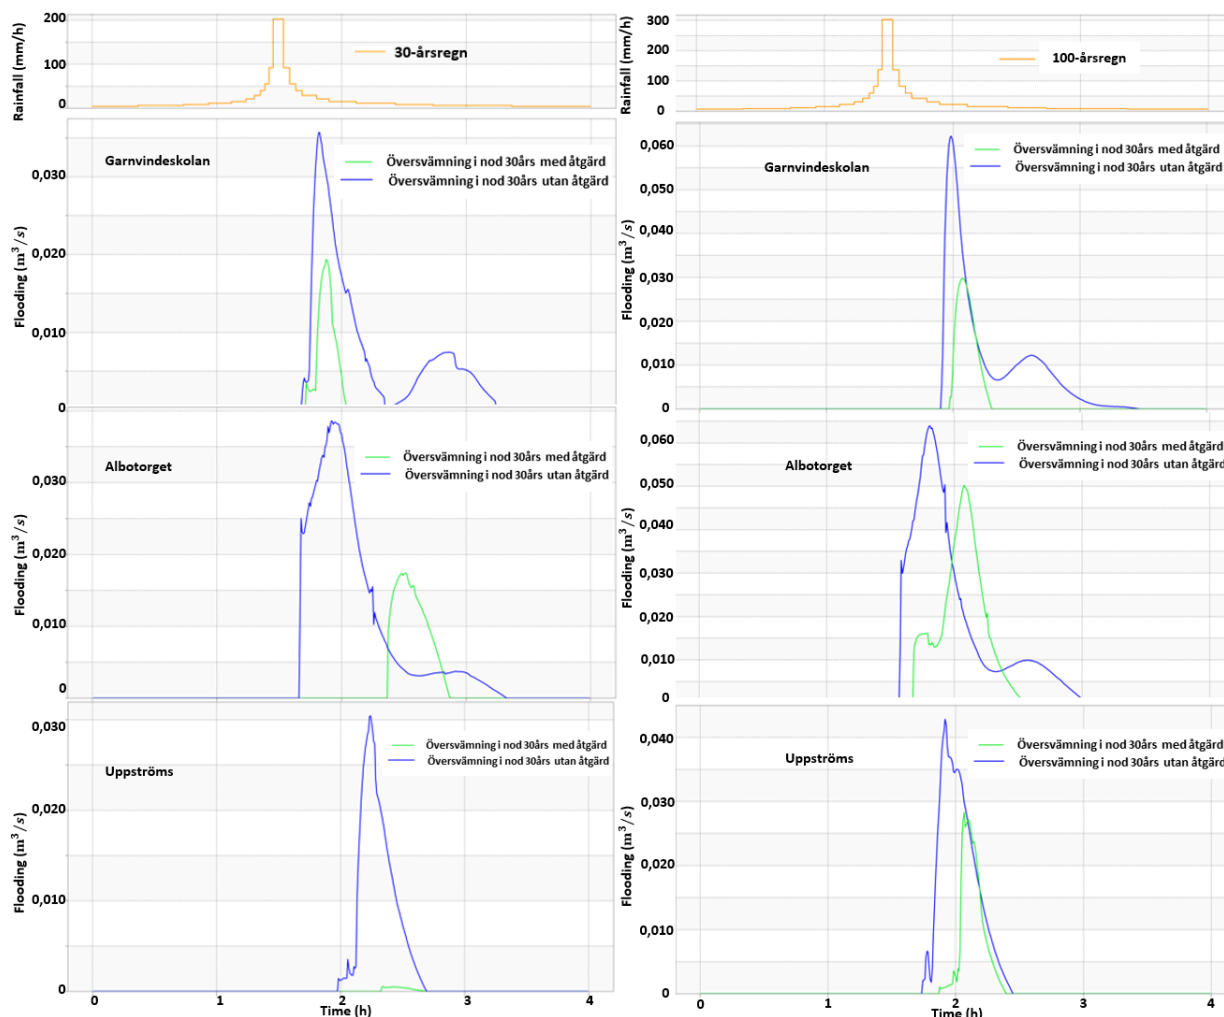 Rainfall (mm/h)
200
100
0
30-årsregn
Flooding (m³/s)
Garnvindeskolan
0,030
0,020
0,010
0
Översvämning i nod 30års med åtgärd
Översvämning i nod 30års utan åtgärd
Flooding (m³/s)
Albotorget
0,030
0,020
0,010
0
Översvämning i nod 30års med åtgärd
Översvämning i nod 30års utan åtgärd
Flooding (m³/s)
Uppströms
0,030
0,020
0,010
0
Översvämning i nod 30års med åtgärd
Översvämning i nod 30års utan åtgärd
0 1 2 3 4
Time (h)
Rainfall (mm/h)
300
200
100
0
100-årsregn
Flooding (m³/s)
Garnvindeskolan
0,060
0,050
0,040
0,030
0,020
0,010
0
Översvämning i nod 30års med åtgärd
Översvämning i nod 30års utan åtgärd
Flooding (m³/s)
Albotorget
0,060
0,050
0,040
0,030
0,020
0,010
0
Översvämning i nod 30års med åtgärd
Översvämning i nod 30års utan åtgärd
Flooding (m³/s)
Uppströms
0,040
0,030
0,020
0,010
0
Översvämning i nod 30års med åtgärd
Översvämning i nod 30års utan åtgärd
0 1 2 3 4
Time (h)